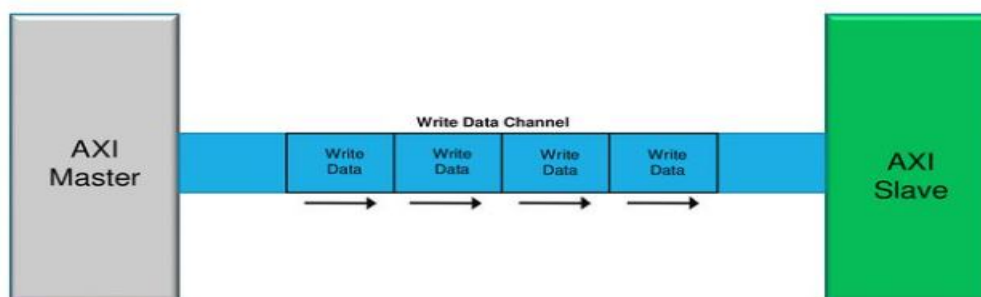 AXI
Master
Write Data Channel
Write
Data
Write
Data
Write
Data
Write
Data
AXI
Slave